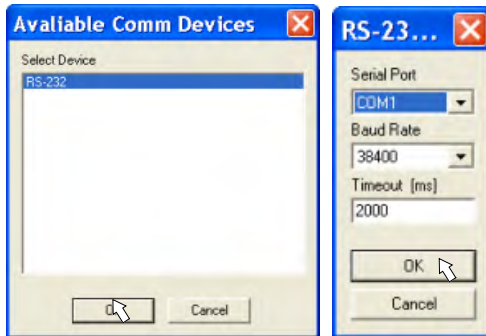 Avaliable Comm Devices
Select Device
RS-232
Cancel
RS-23...
Serial Port
COM1
Baud Rate
38400
Timeout [ms]
2000
OK
Cancel